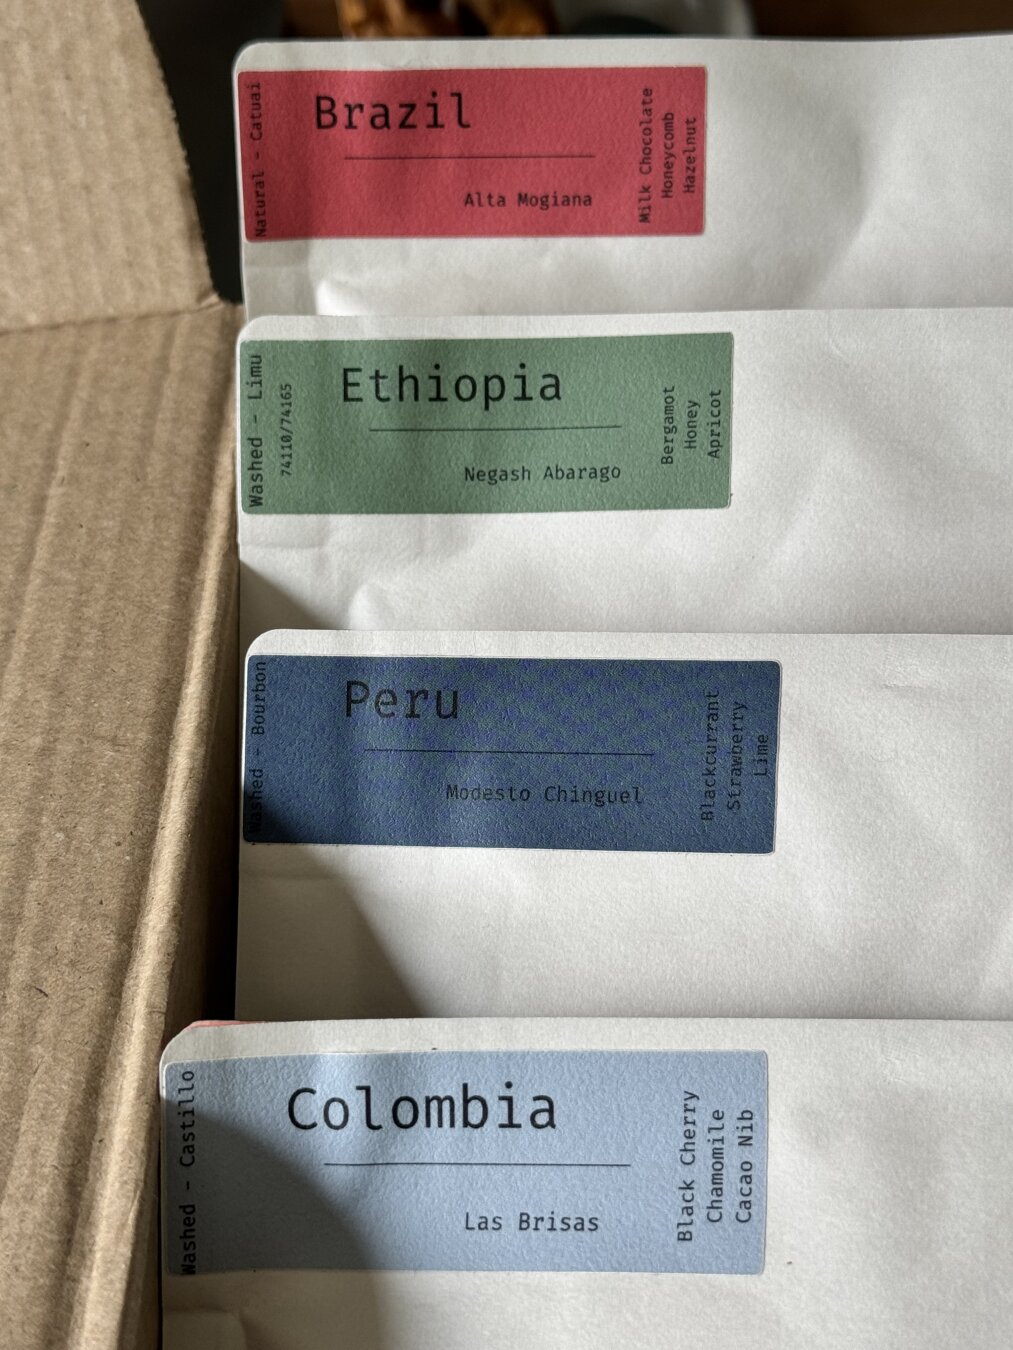 Natural - Catuai
Brazil
Alta Mogiana
Milk Chocolate
Honeycomb
Hazelnut
Washed - Limu
74110/74165
Ethiopia
Negash Abarago
Bergamot
Honey
Apricot
Washed - Bourbon
Peru
Modesto Chinguel
Blackcurrant
Strawberry
Lime
Washed - Castillo
Colombia
Las Brisas
Black Cherry
Chamomile
Cacao Nib